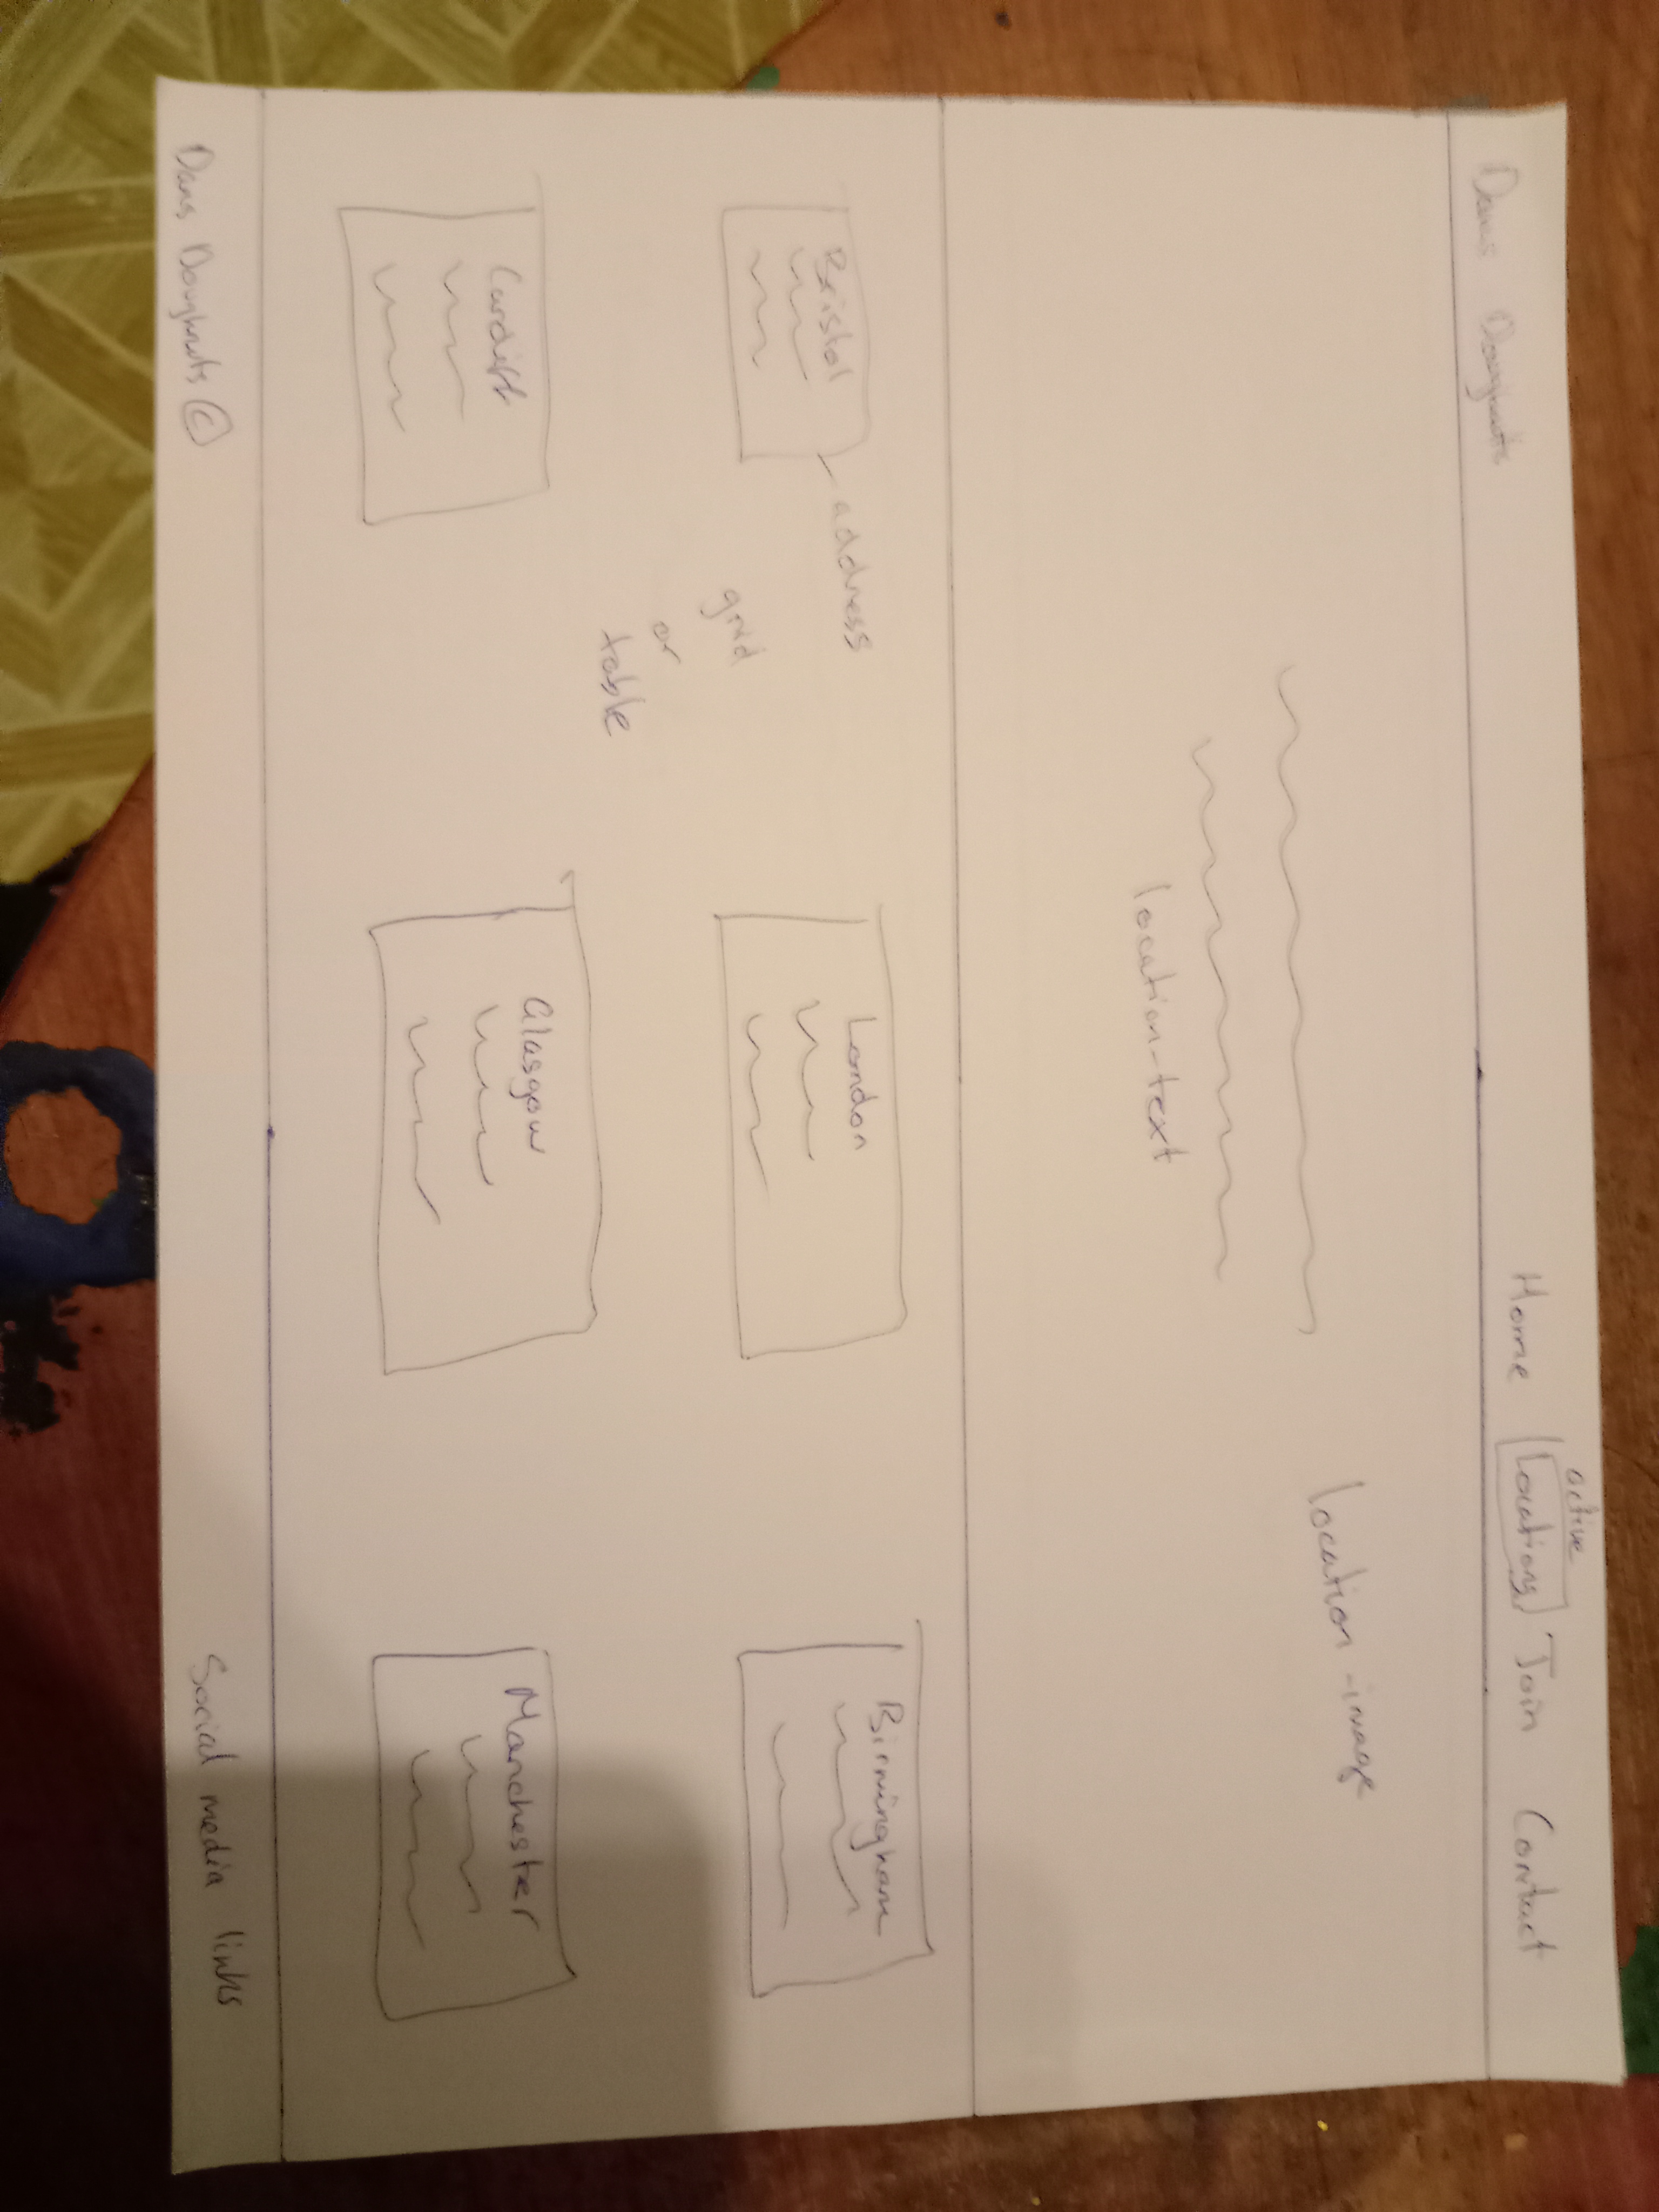 Dans Doughnuts
active
Home Locations Join Contact
location-image
location-text
Bristol
London
Birmingham
address
grid
or
table
Cardiff
Glasgow
Manchester
Dans Doughnuts ©
Social media links